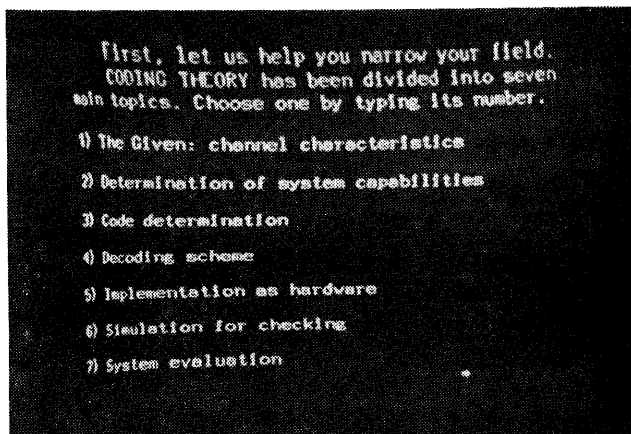 First, let us help you narrow your field.
CODING THEORY has been divided into seven
main topics. Choose one by typing its number.
1) The Given: channel characteristics
2) Determination of system capabilities
3) Code determination
4) Decoding scheme
5) Implementation as hardware
6) Simulation for checking
7) System evaluation